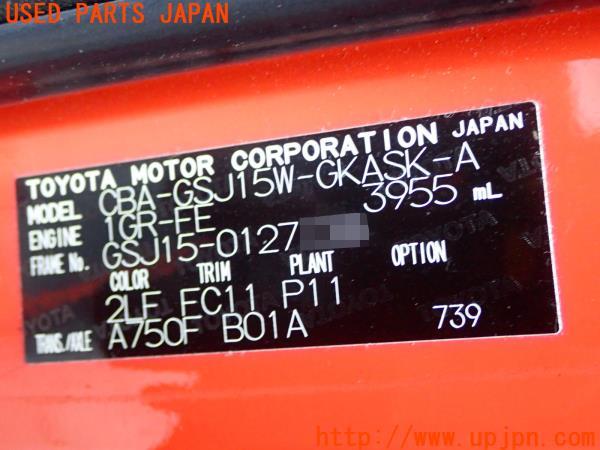 USED PARTS JAPAN
TOYOTA MOTOR CORPORATION JAPAN
MODEL CBA-GSJ15W-GKASK-A
ENGINE 1GR-FE 3955 mL
FRAME No. GSJ15-0127
COLOR TRIM PLANT OPTION
2LF FC11 P11
TRANS./AXLE A750F B01A 739
http://www.upjpn.com